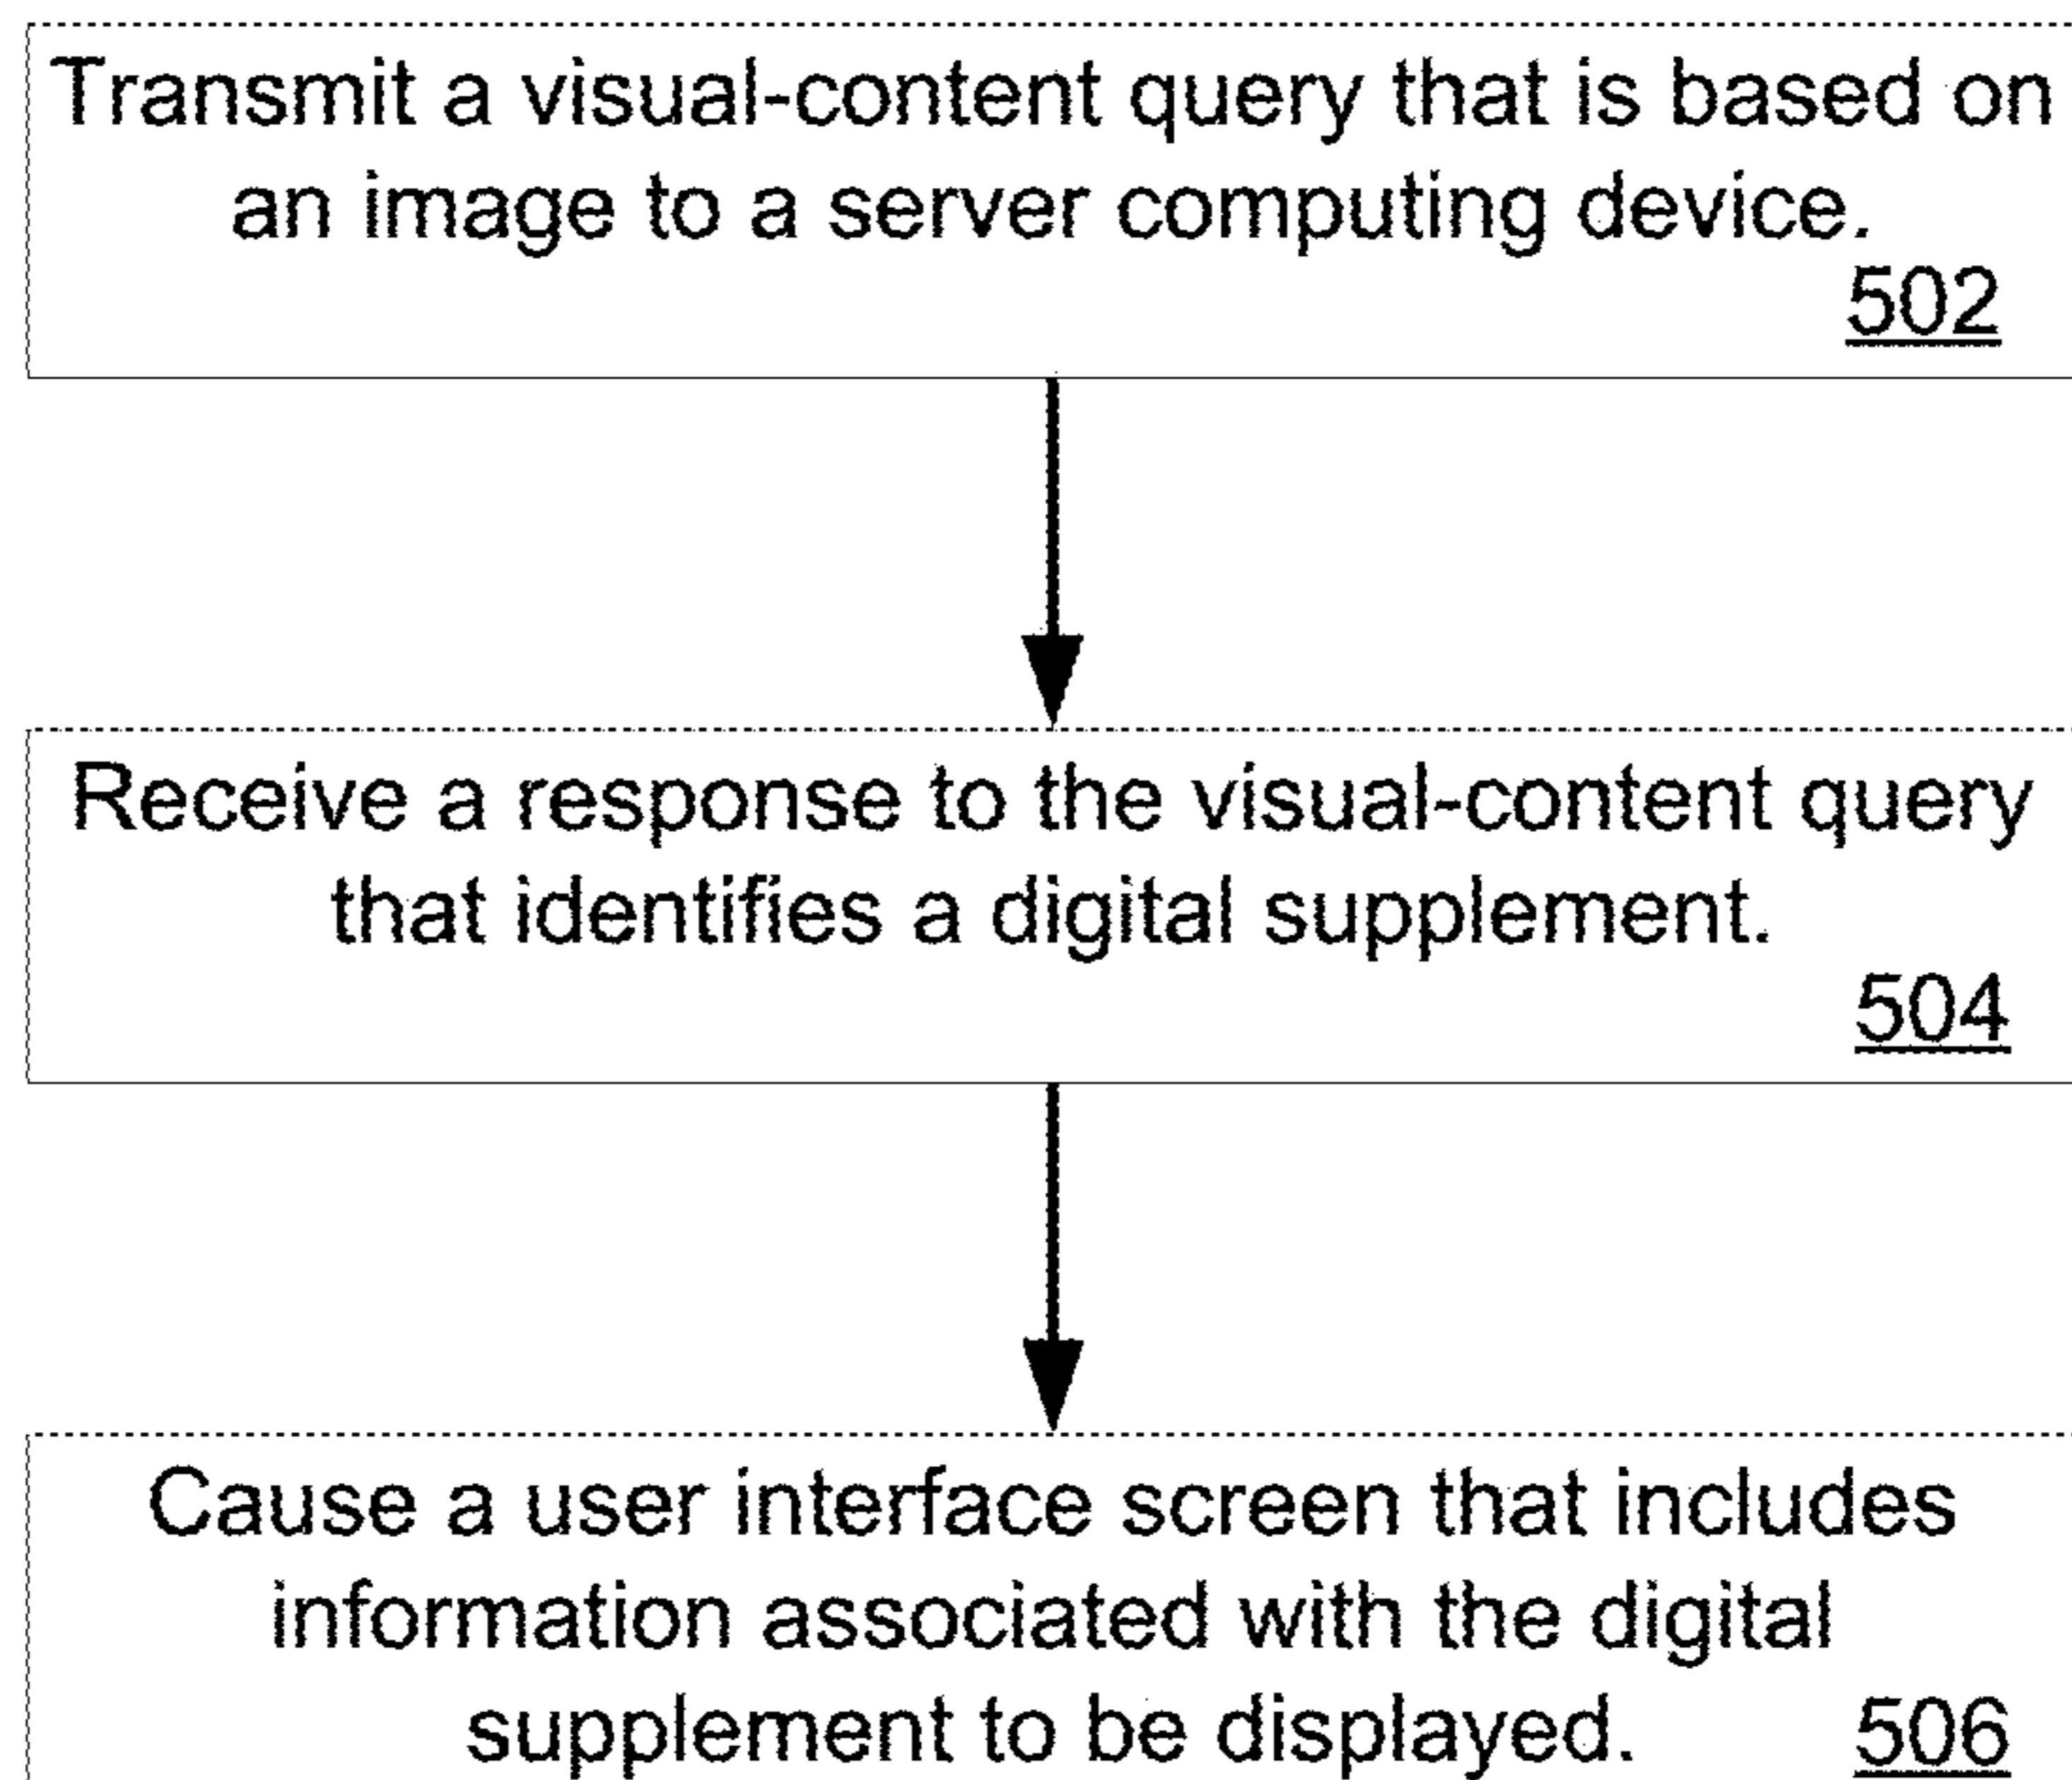 Transmit a visual-content query that is based on
an image to a server computing device.
502
Receive a response to the visual-content query
that identifies a digital supplement.
504
Cause a user interface screen that includes
information associated with the digital
supplement to be displayed. 506